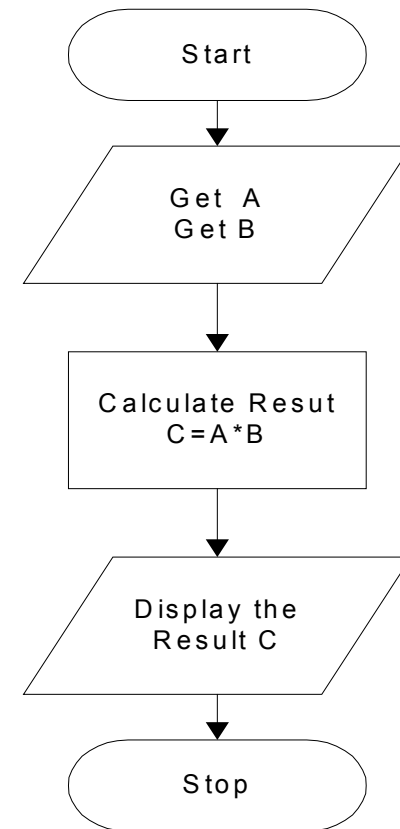 Start
Get A
Get B
Calculate Resut
C=A*B
Display the
Result C
Stop